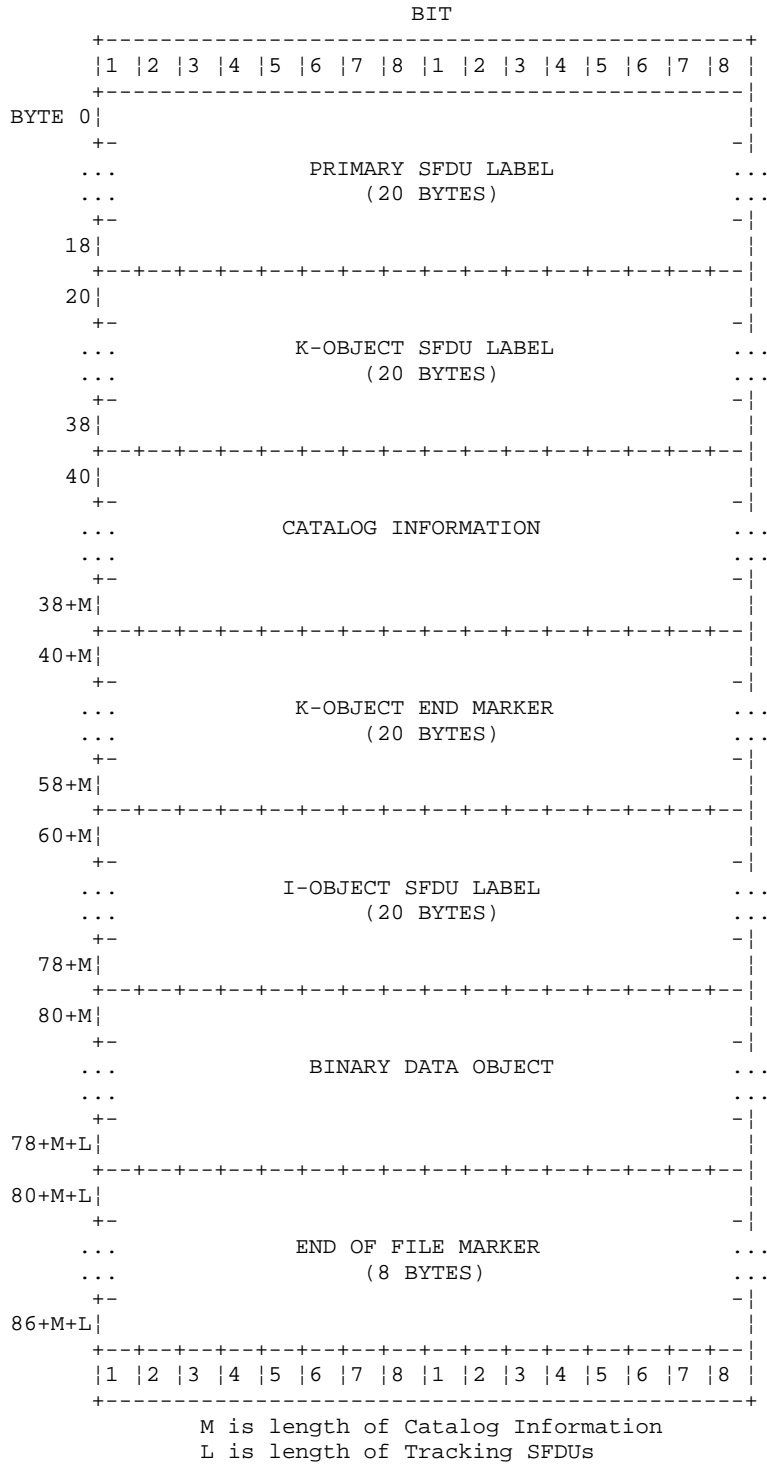 BIT
+-----------------------------------------------+
|1 |2 |3 |4 |5 |6 |7 |8 |1 |2 |3 |4 |5 |6 |7 |8 |
+-----------------------------------------------|
BYTE 0¦ |
+- -|
... PRIMARY SFDU LABEL ...
... (20 BYTES) ...
+- -|
18¦ |
+--+--+--+--+--+--+--+--+--+--+--+--+--+--+--+--|
20¦ |
+- -|
... K-OBJECT SFDU LABEL ...
... (20 BYTES) ...
+- -|
38¦ |
+--+--+--+--+--+--+--+--+--+--+--+--+--+--+--+--|
40¦ |
+- -|
... CATALOG INFORMATION ...
... ...
+- -|
38+M¦ |
+--+--+--+--+--+--+--+--+--+--+--+--+--+--+--+--|
40+M¦ |
+- -|
... K-OBJECT END MARKER ...
... (20 BYTES) ...
+- -|
58+M¦ |
+--+--+--+--+--+--+--+--+--+--+--+--+--+--+--+--|
60+M¦ |
+- -|
... I-OBJECT SFDU LABEL ...
... (20 BYTES) ...
+- -|
78+M¦ |
+--+--+--+--+--+--+--+--+--+--+--+--+--+--+--+--|
80+M¦ |
+- -|
... BINARY DATA OBJECT ...
... ...
+- -|
78+M+L¦ |
+--+--+--+--+--+--+--+--+--+--+--+--+--+--+--+--|
80+M+L¦ |
+- -|
... END OF FILE MARKER ...
... (8 BYTES) ...
+- -|
86+M+L¦ |
+--+--+--+--+--+--+--+--+--+--+--+--+--+--+--+--|
|1 |2 |3 |4 |5 |6 |7 |8 |1 |2 |3 |4 |5 |6 |7 |8 |
+-----------------------------------------------+
M is length of Catalog Information
L is length of Tracking SFDUs